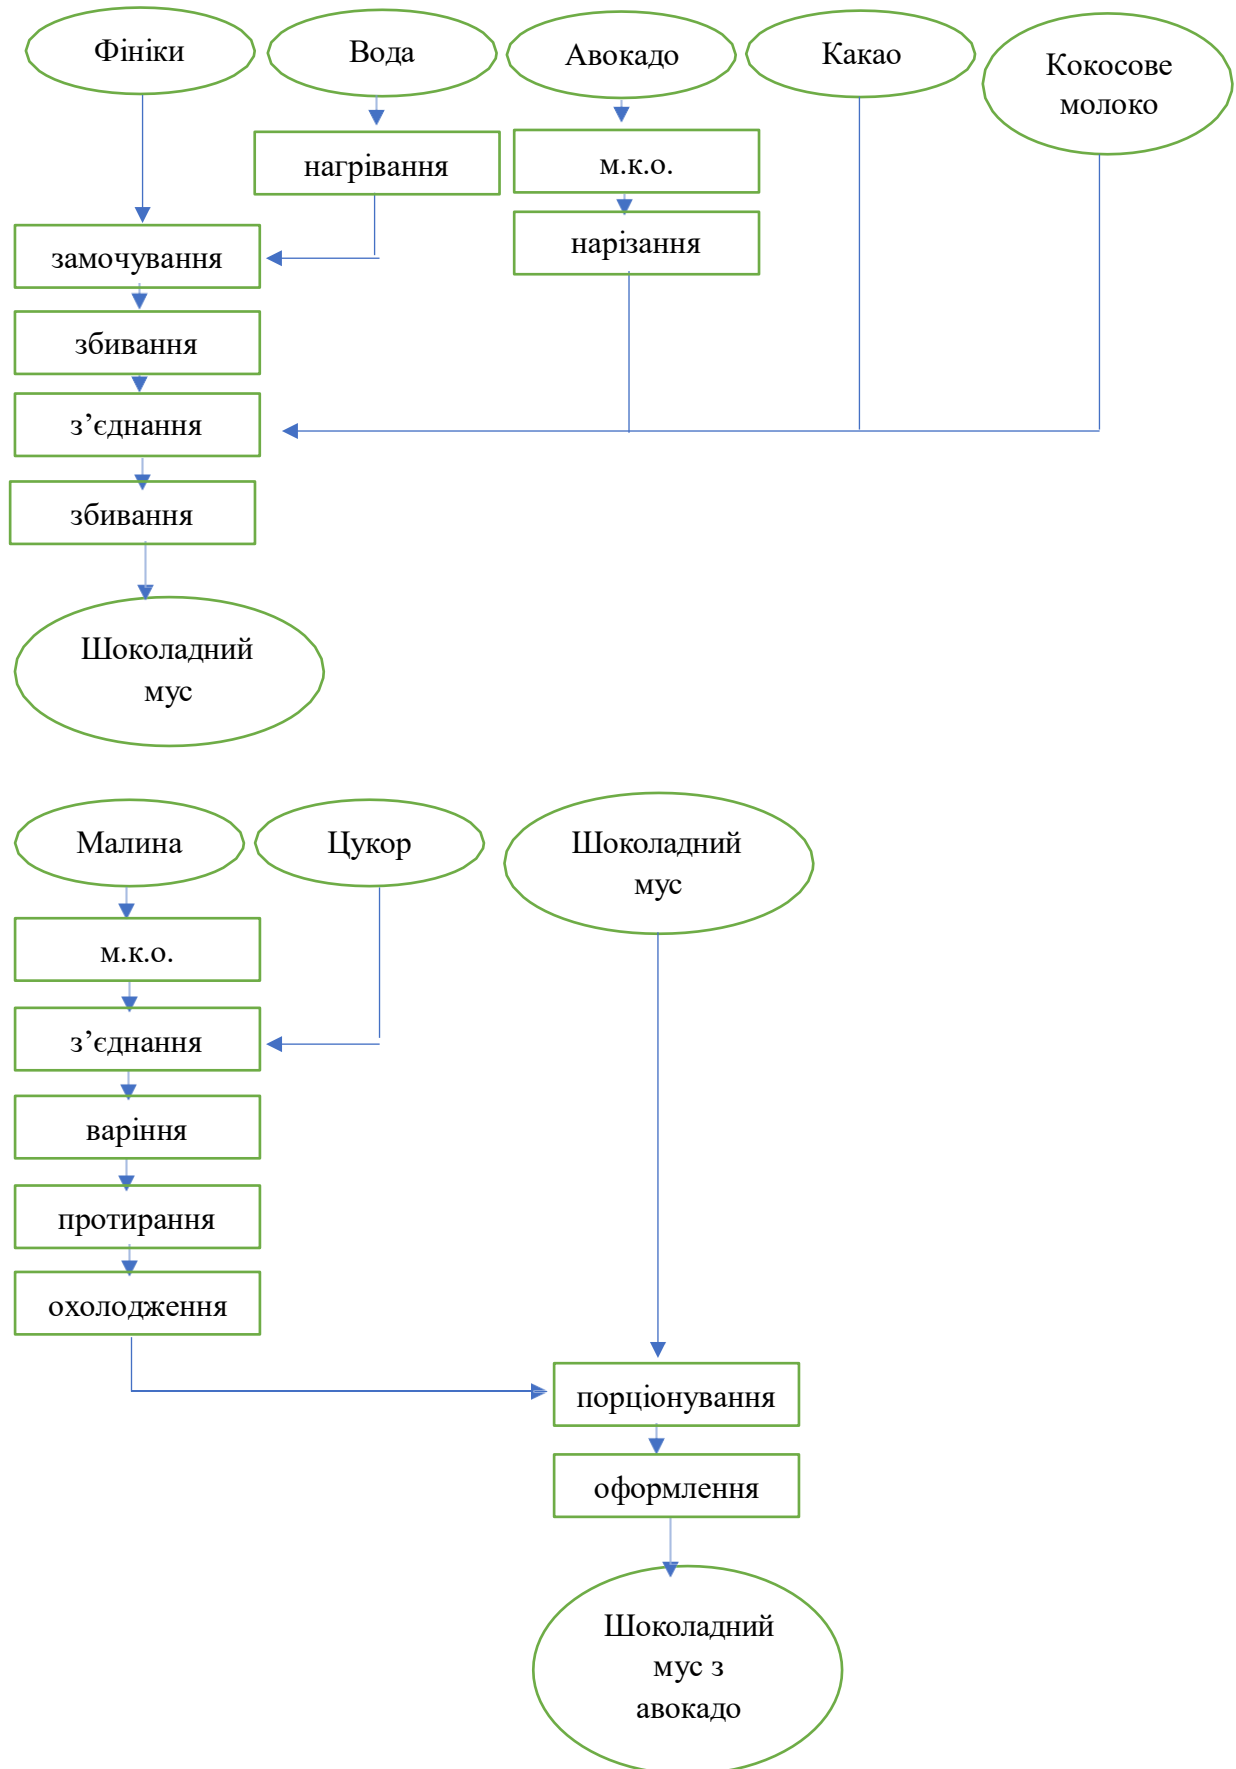 Фініки
Вода
Авокадо
Какао
Кокосове
молоко
нагрівання
м.к.о.
замочування
нарізання
збивання
з’єднання
збивання
Шоколадний
мус
Малина
Цукор
Шоколадний
мус
м.к.о.
з’єднання
варіння
протирання
охолодження
порціонування
оформлення
Шоколадний
мус з
авокадо